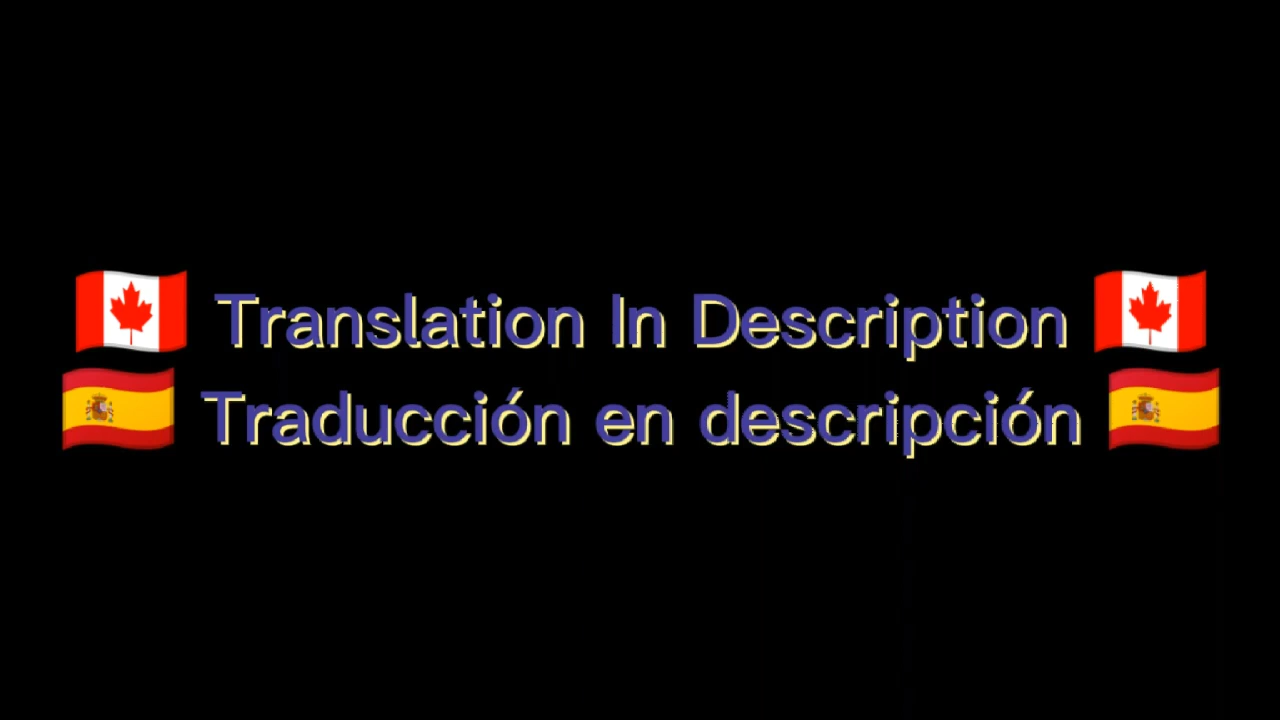 🇨🇦 Translation In Description 🇨🇦
🇪🇸 Traducción en descripción 🇪🇸